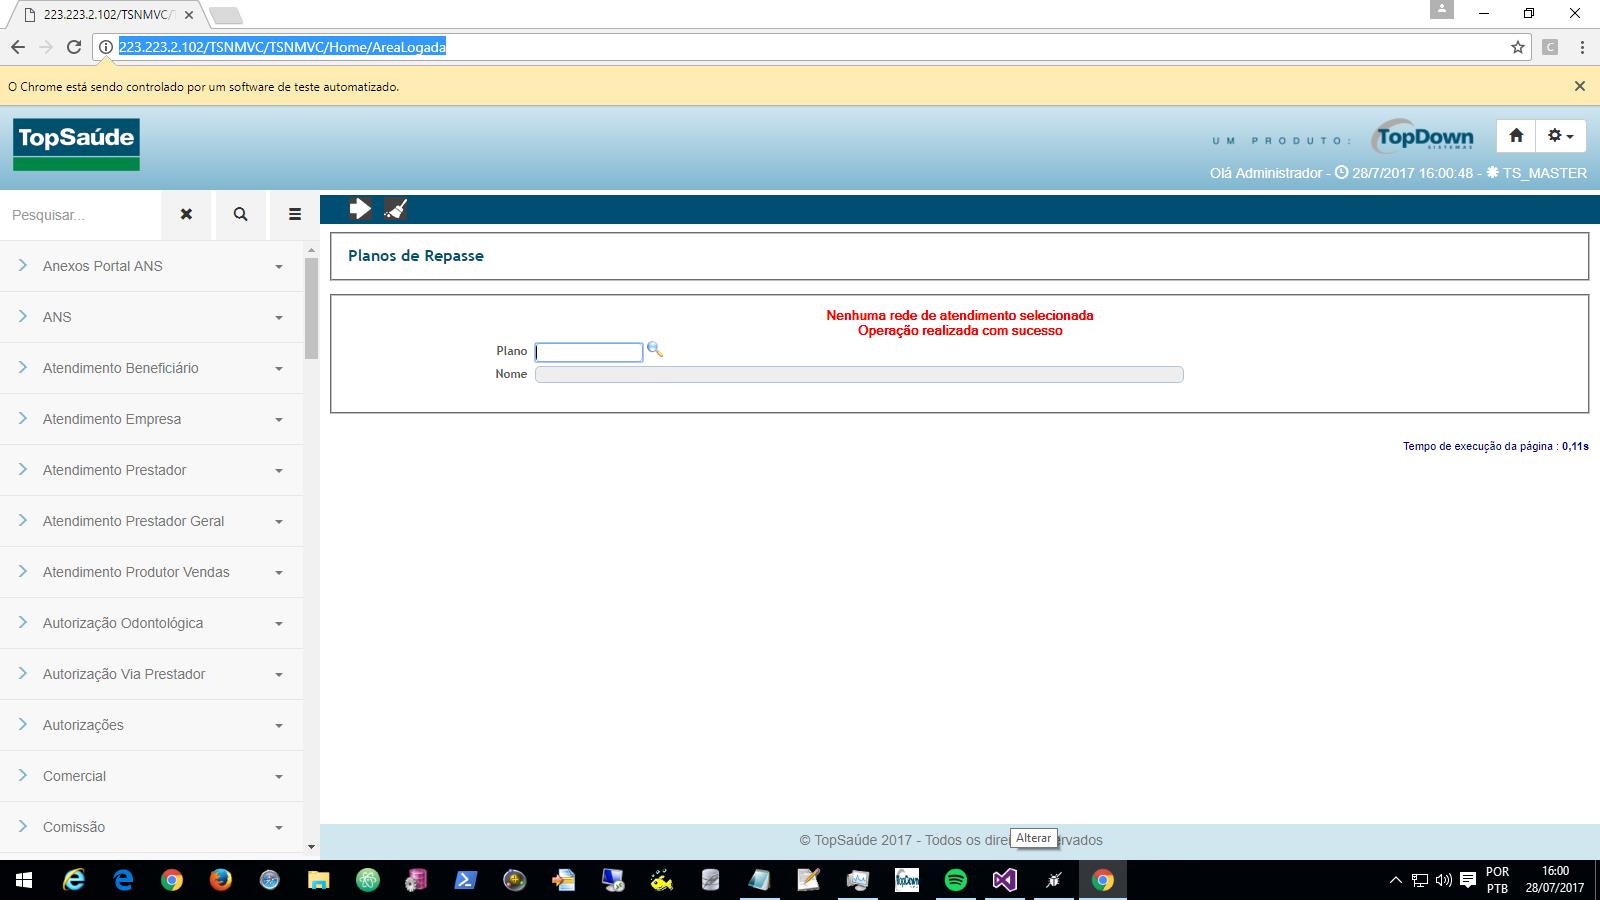 223.223.2.102/TSNMVC/T
223.223.2.102/TSNMVC/TSNMVC/Home/AreaLogada
C
O Chrome está sendo controlado por um software de teste automatizado.
TopSaúde
UM PRODUTO:
TopDown
SISTEMAS
Olá Administrador - 28/7/2017 16:00:48 - TS_MASTER
Pesquisar...
Anexos Portal ANS
ANS
Atendimento Beneficiário
Atendimento Empresa
Atendimento Prestador
Atendimento Prestador Geral
Atendimento Produtor Vendas
Autorização Odontológica
Autorização Via Prestador
Autorizações
Comercial
Comissão
Planos de Repasse
Nenhuma rede de atendimento selecionada
Operação realizada com sucesso
Plano
Nome
Tempo de execução da página : 0,11s
© TopSaúde 2017 - Todos os direi
Alterar
rvados
TopDown
POR
PTB
16:00
28/07/2017